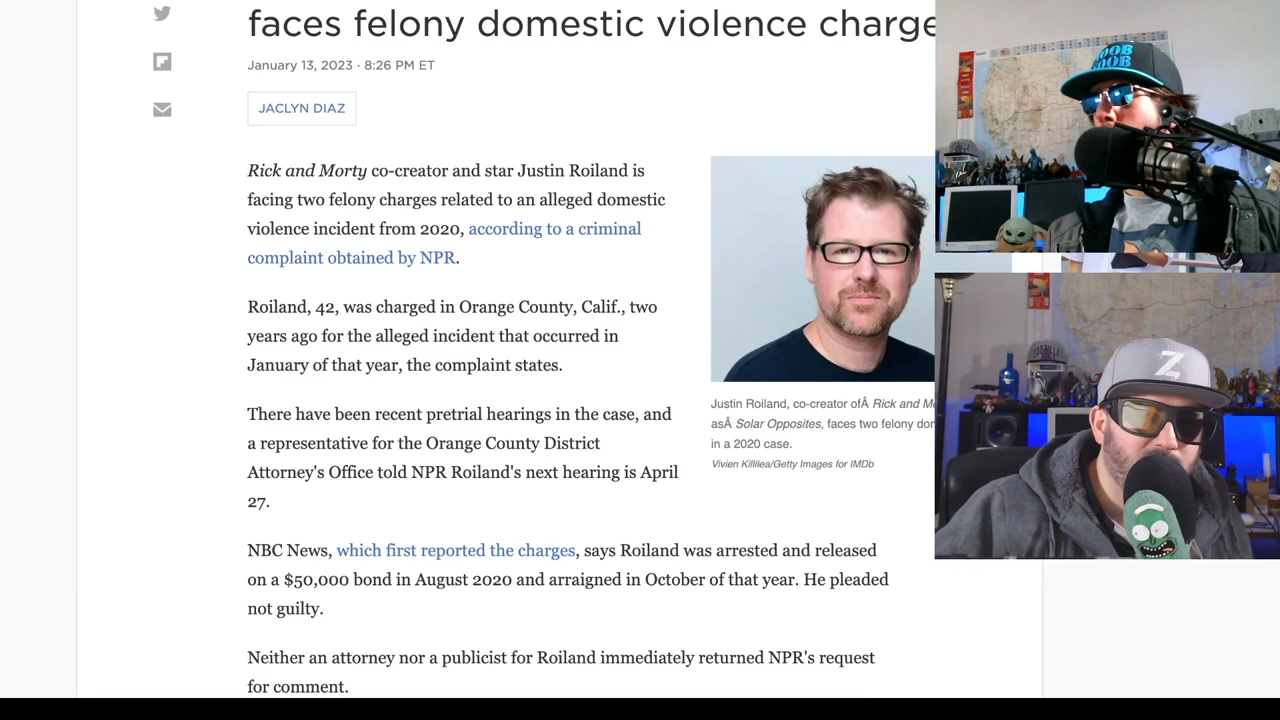 faces felony domestic violence charge
January 13, 2023 · 8:26 PM ET
JACLYN DIAZ
Rick and Morty co-creator and star Justin Roiland is
facing two felony charges related to an alleged domestic
violence incident from 2020, according to a criminal
complaint obtained by NPR.
Roiland, 42, was charged in Orange County, Calif., two
years ago for the alleged incident that occurred in
January of that year, the complaint states.
There have been recent pretrial hearings in the case, and
a representative for the Orange County District
Attorney's Office told NPR Roiland's next hearing is April
27.
NBC News, which first reported the charges, says Roiland was arrested and released
on a $50,000 bond in August 2020 and arraigned in October of that year. He pleaded
not guilty.
Neither an attorney nor a publicist for Roiland immediately returned NPR's request
for comment.
Justin Roiland, co-creator ofÂ Rick and Mo
asÂ Solar Opposites, faces two felony dom
in a 2020 case.
Vivien Killilea/Getty Images for IMDb
NOOB
NOOB
Z